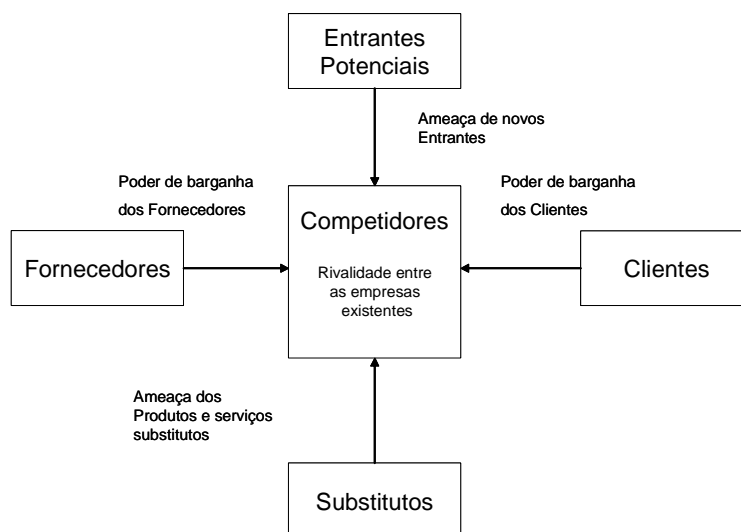 Entrantes
Potenciais
Ameaça de novos
Entrantes
Poder de barganha
dos Fornecedores
Poder de barganha
dos Clientes
Fornecedores
Competidores
Rivalidade entre
as empresas
existentes
Clientes
Ameaça dos
Produtos e serviços
substitutos
Substitutos